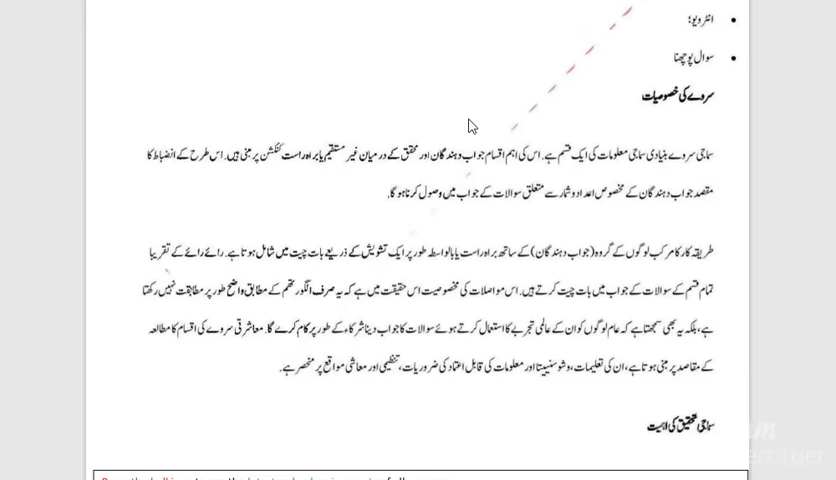 انٹرویو؛
سوال پوچھنا
سروے کی خصوصیات
سماجی سروے بنیادی سماجی معلومات کی ایک قسم ہے. اس کی اہم اقسام جواب دہندگان اور محقق کے درمیان غیر مستقیم یا براہ راست کنکشن پر مبنی ہیں. اس طرح کے انضباط کا
مقصد جواب دہندگان کے مخصوص اعداد و شمار سے متعلق سوالات کے جواب میں وصول کرنا ہو گا.
طریقہ کار کا مرکب لوگوں کے گروہ (جواب دہندگان) کے ساتھ براہ راست یا بالواسطہ طور پر ایک تشویش کے ذریعے بات چیت میں شامل ہوتا ہے. رائے رائے کے تقریبا
تمام قسم کے سوالات کے جواب میں بات چیت کرتے ہیں. اس مواصلات کی مخصوصیت اس حقیقت میں ہے کہ یہ صرف الگورتھم کے مطابق واضح طور پر مطابقت نہیں رکھتا
ہے، بلکہ یہ بھی سمجھتا ہے کہ عام لوگوں کو ان کے عالمی تجربے کا استعمال کرتے ہوئے سوالات کا جواب دینا شرکاء کے طور پر کام کرے گا. معاشرتی سروے کی اقسام کا مطالعہ
کے مقاصد پر مبنی ہوتا ہے، ان کی تعلیمات، وشوسنییتا اور معلومات کی قابل اعتماد کی ضروریات، تنظیمی اور معاشی مواقع پر منحصر ہے.
سماجی تحقیق کی اہمیت